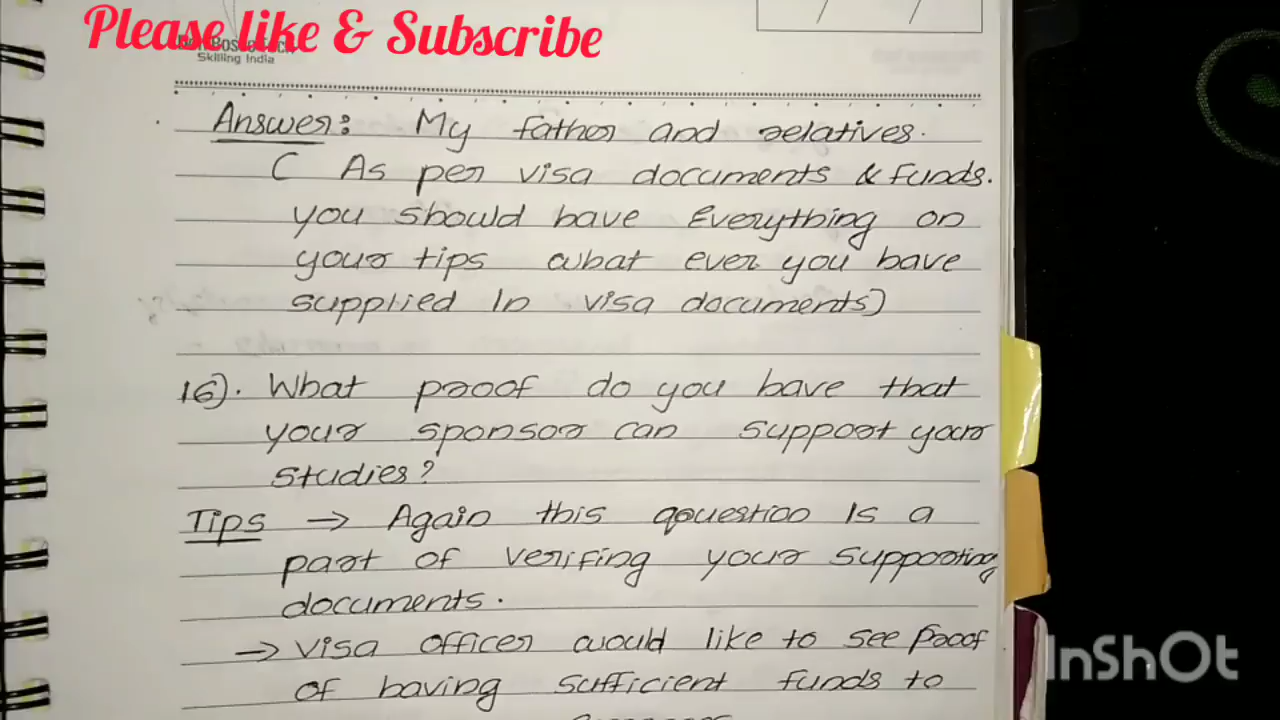 Please like & Subscribe
Skilling India
Answer: My father and relatives.
( As per visa documents & funds.
you should have Everything on
your tips what ever you have
supplied In visa documents)
16). What proof do you have that
your sponsor can support your
studies?
Tips → Again this question Is a
part of verifing your supporting
documents.
→ Visa officer would like to see proof
of having sufficient funds to
InShOt